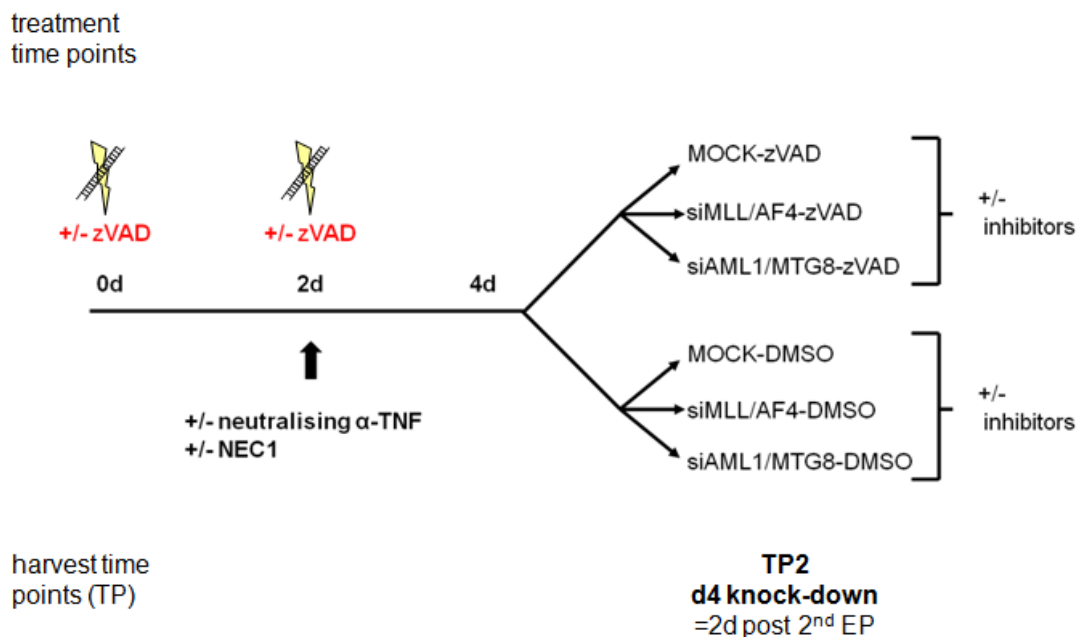 treatment
time points
+/- zVAD
+/- zVAD
0d
2d
4d
+/- neutralising α-TNF
+/- NEC1
MOCK-zVAD
siMLL/AF4-zVAD
siAML1/MTG8-zVAD
+/-
inhibitors
MOCK-DMSO
siMLL/AF4-DMSO
siAML1/MTG8-DMSO
+/-
inhibitors
harvest time
points (TP)
TP2
d4 knock-down
=2d post 2nd EP